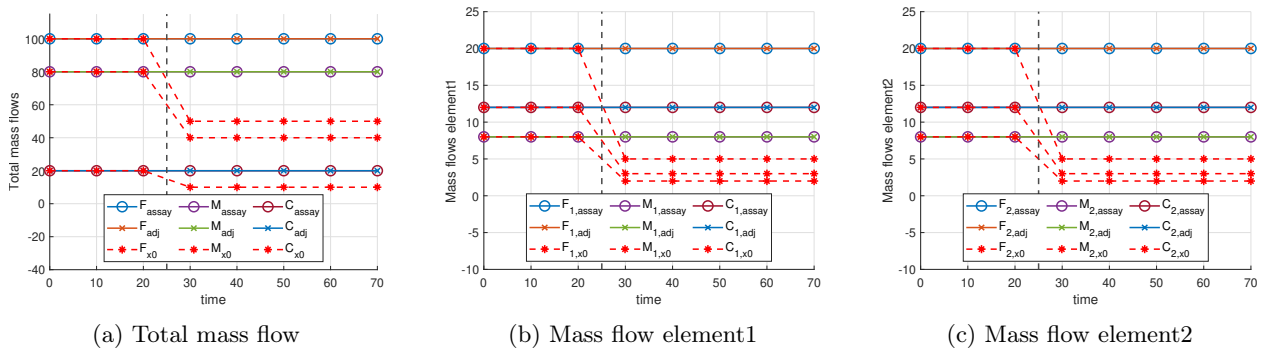 Total mass flows
100
80
60
40
20
0
-20
-40
0 10 20 30 40 50 60 70
time
F_assay M_assay C_assay
F_adj M_adj C_adj
F_x0 M_x0 C_x0
(a) Total mass flow
Mass flows element1
25
20
15
10
5
0
-5
-10
0 10 20 30 40 50 60 70
time
F_1,assay M_1,assay C_1,assay
F_1,adj M_1,adj C_1,adj
F_1,x0 M_1,x0 C_1,x0
(b) Mass flow element1
Mass flows element2
25
20
15
10
5
0
-5
-10
0 10 20 30 40 50 60 70
time
F_2,assay M_2,assay C_2,assay
F_2,adj M_2,adj C_2,adj
F_2,x0 M_2,x0 C_2,x0
(c) Mass flow element2